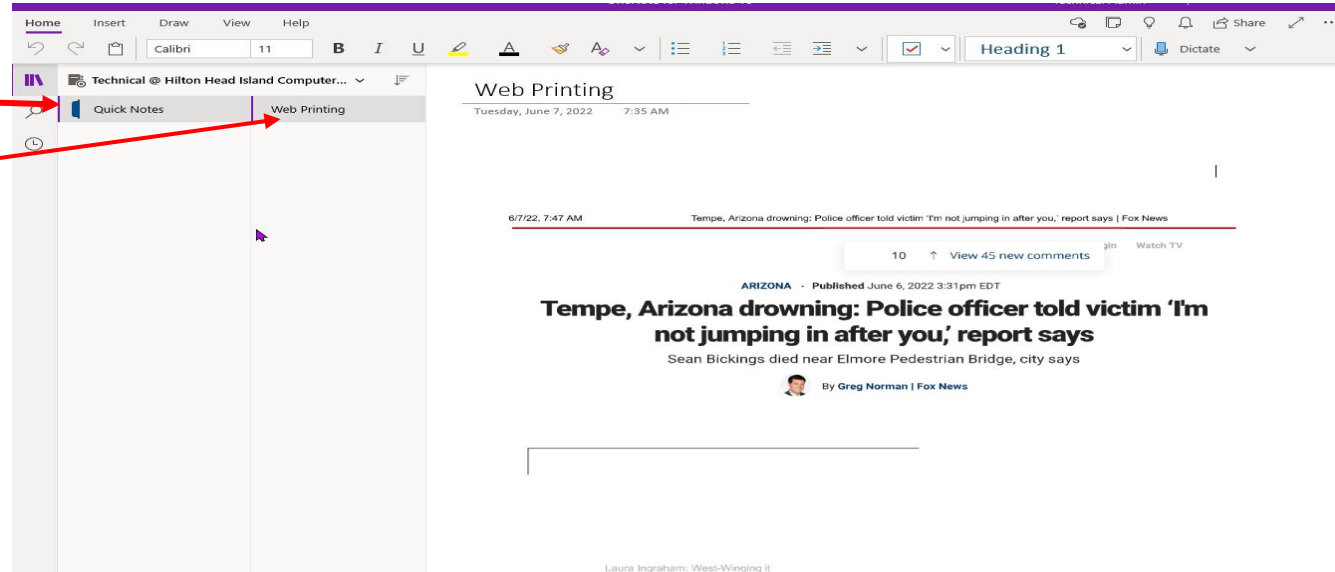 Home Insert Draw View Help Share
Calibri 11 B I U A Heading 1 Dictate
Technical @ Hilton Head Island Computer...
Quick Notes Web Printing
Web Printing
Tuesday, June 7, 2022 7:35 AM
6/7/22, 7:47 AM Tempe, Arizona drowning: Police officer told victim 'I'm not jumping in after you,' report says | Fox News
Watch TV
10 ↑ View 45 new comments
ARIZONA · Published June 6, 2022 3:31pm EDT
Tempe, Arizona drowning: Police officer told victim ‘I'm
not jumping in after you,’ report says
Sean Bickings died near Elmore Pedestrian Bridge, city says
By Greg Norman | Fox News
Laura Ingraham: West-Winging it